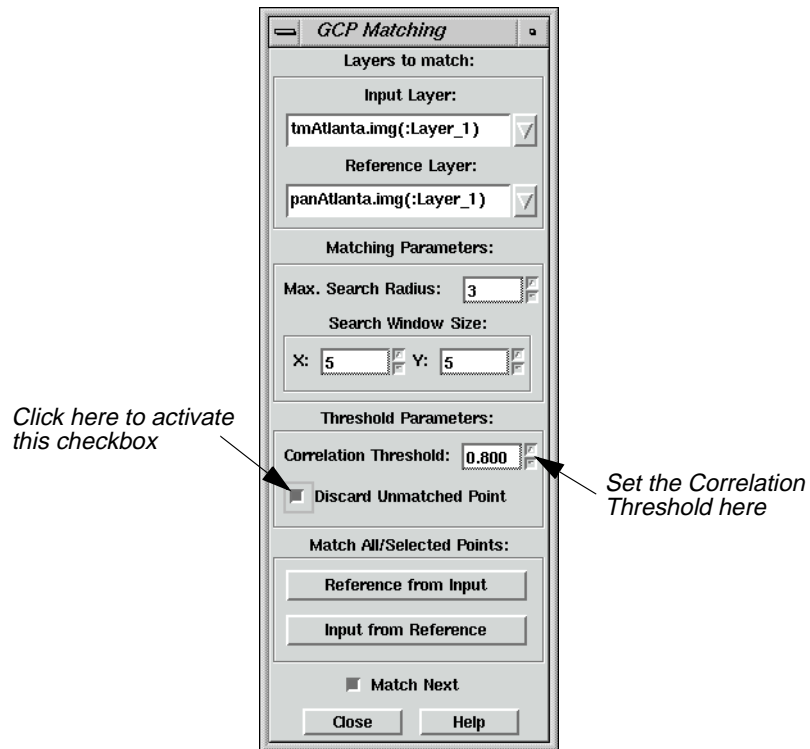 GCP Matching
Layers to match:
Input Layer:
tmAtlanta.img(:Layer_1)
Reference Layer:
panAtlanta.img(:Layer_1)
Matching Parameters:
Max. Search Radius: 3
Search Window Size:
X: 5 Y: 5
Click here to activate
this checkbox
Threshold Parameters:
Correlation Threshold: 0.800
Discard Unmatched Point
Set the Correlation
Threshold here
Match All/Selected Points:
Reference from Input
Input from Reference
Match Next
Close Help